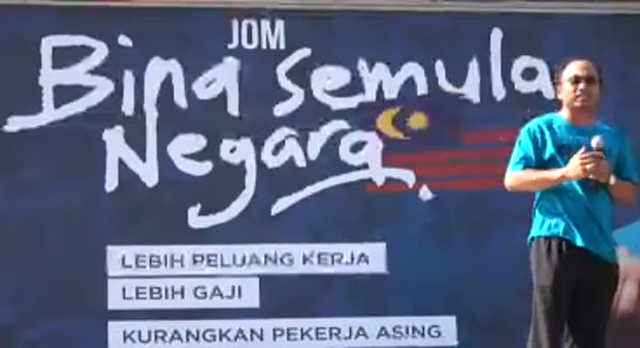 JOM
Bina semula
Negara
LEBIH PELUANG KERJA
LEBIH GAJI
KURANGKAN PEKERJA ASING